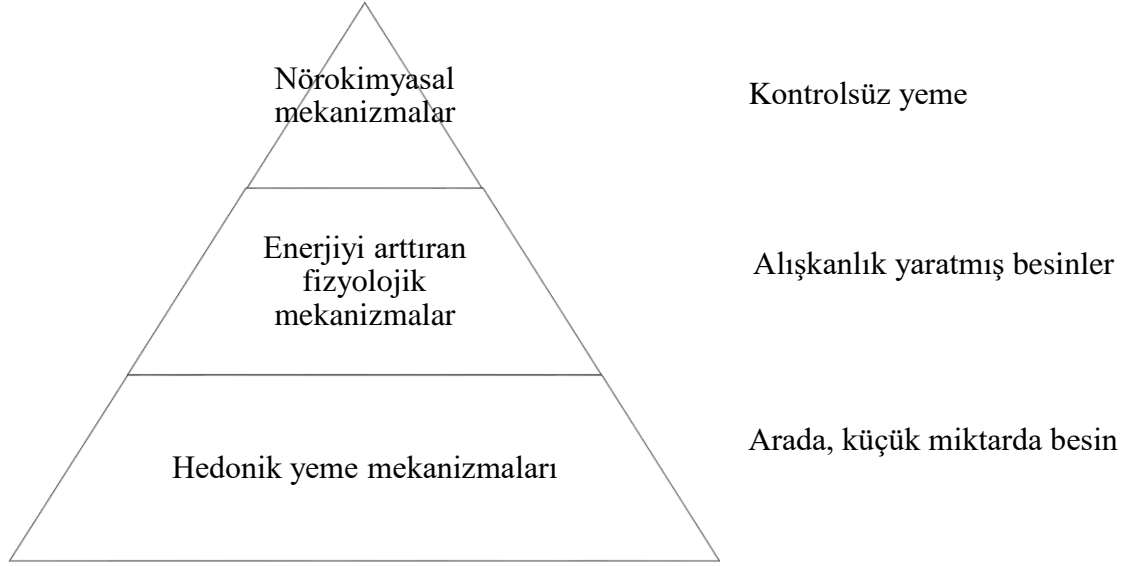 Nörokimyasal
mekanizmalar
Kontrolsüz yeme
Enerjiyi arttıran
fizyolojik
mekanizmalar
Alışkanlık yaratmış besinler
Hedonik yeme mekanizmaları
Arada, küçük miktarda besin